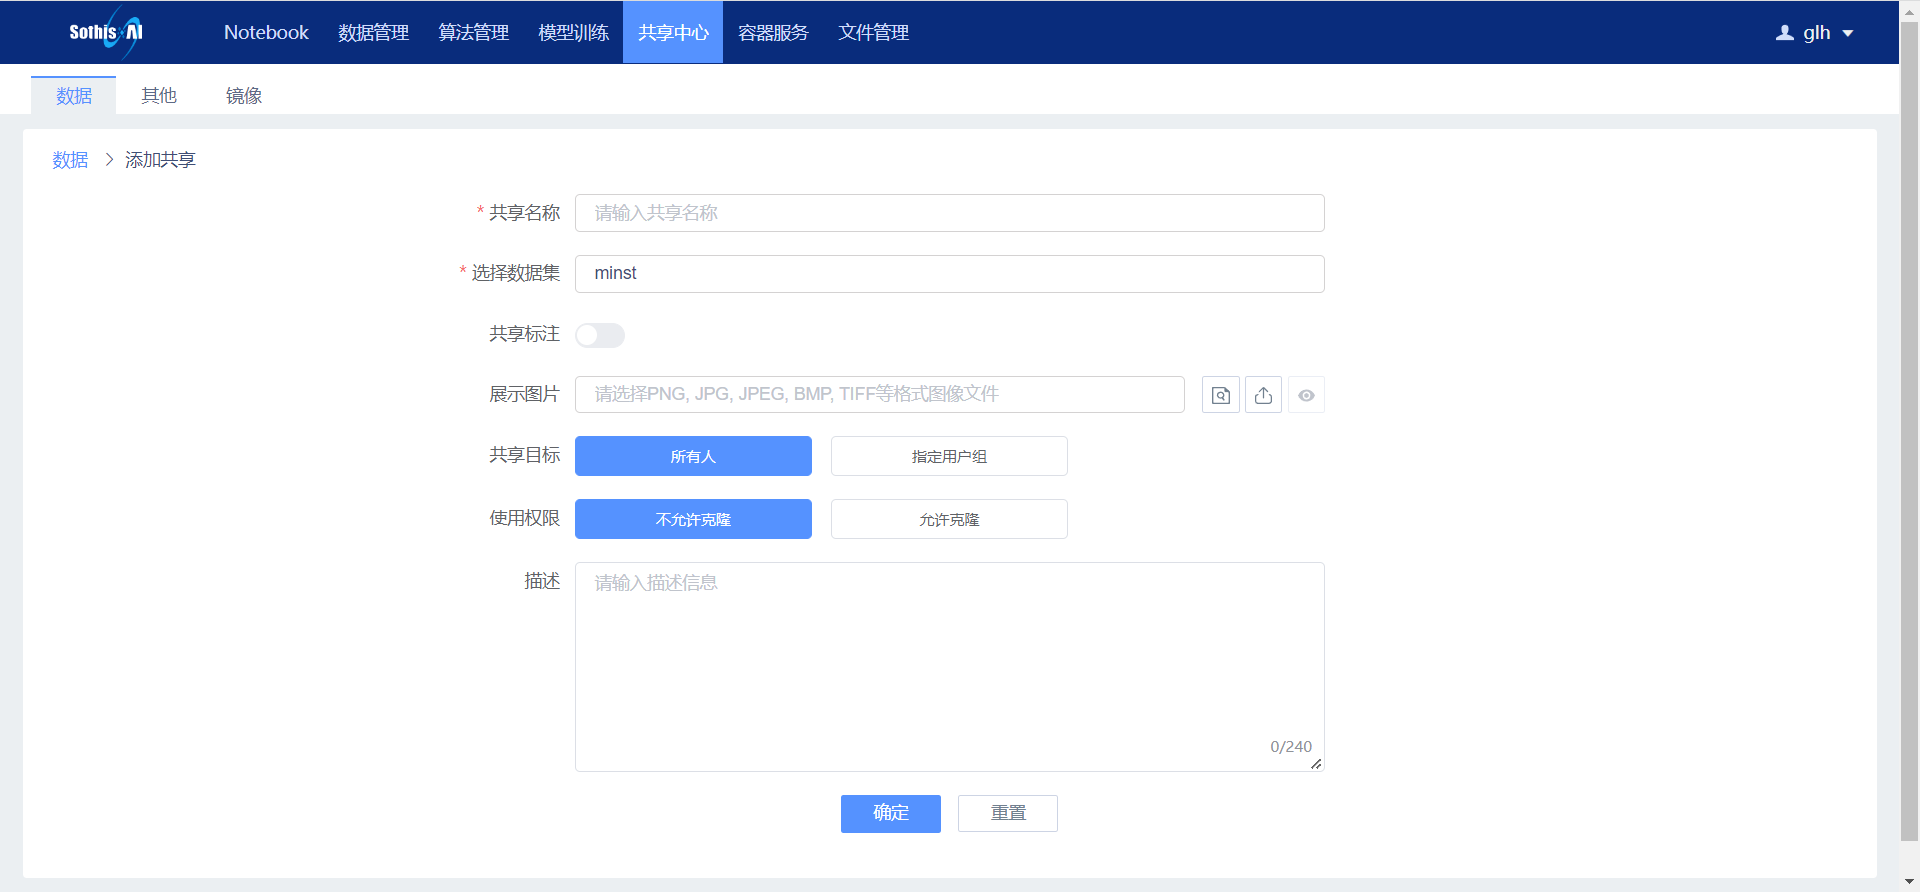 SothisAI Notebook 数据管理 算法管理 模型训练 共享中心 容器服务 文件管理 glh
数据 其他 镜像
数据 > 添加共享
* 共享名称 请输入共享名称
* 选择数据集 minst
共享标注
展示图片 请选择PNG, JPG, JPEG, BMP, TIFF等格式图像文件
共享目标 所有人 指定用户组
使用权限 不允许克隆 允许克隆
描述 请输入描述信息
0/240
确定 重置